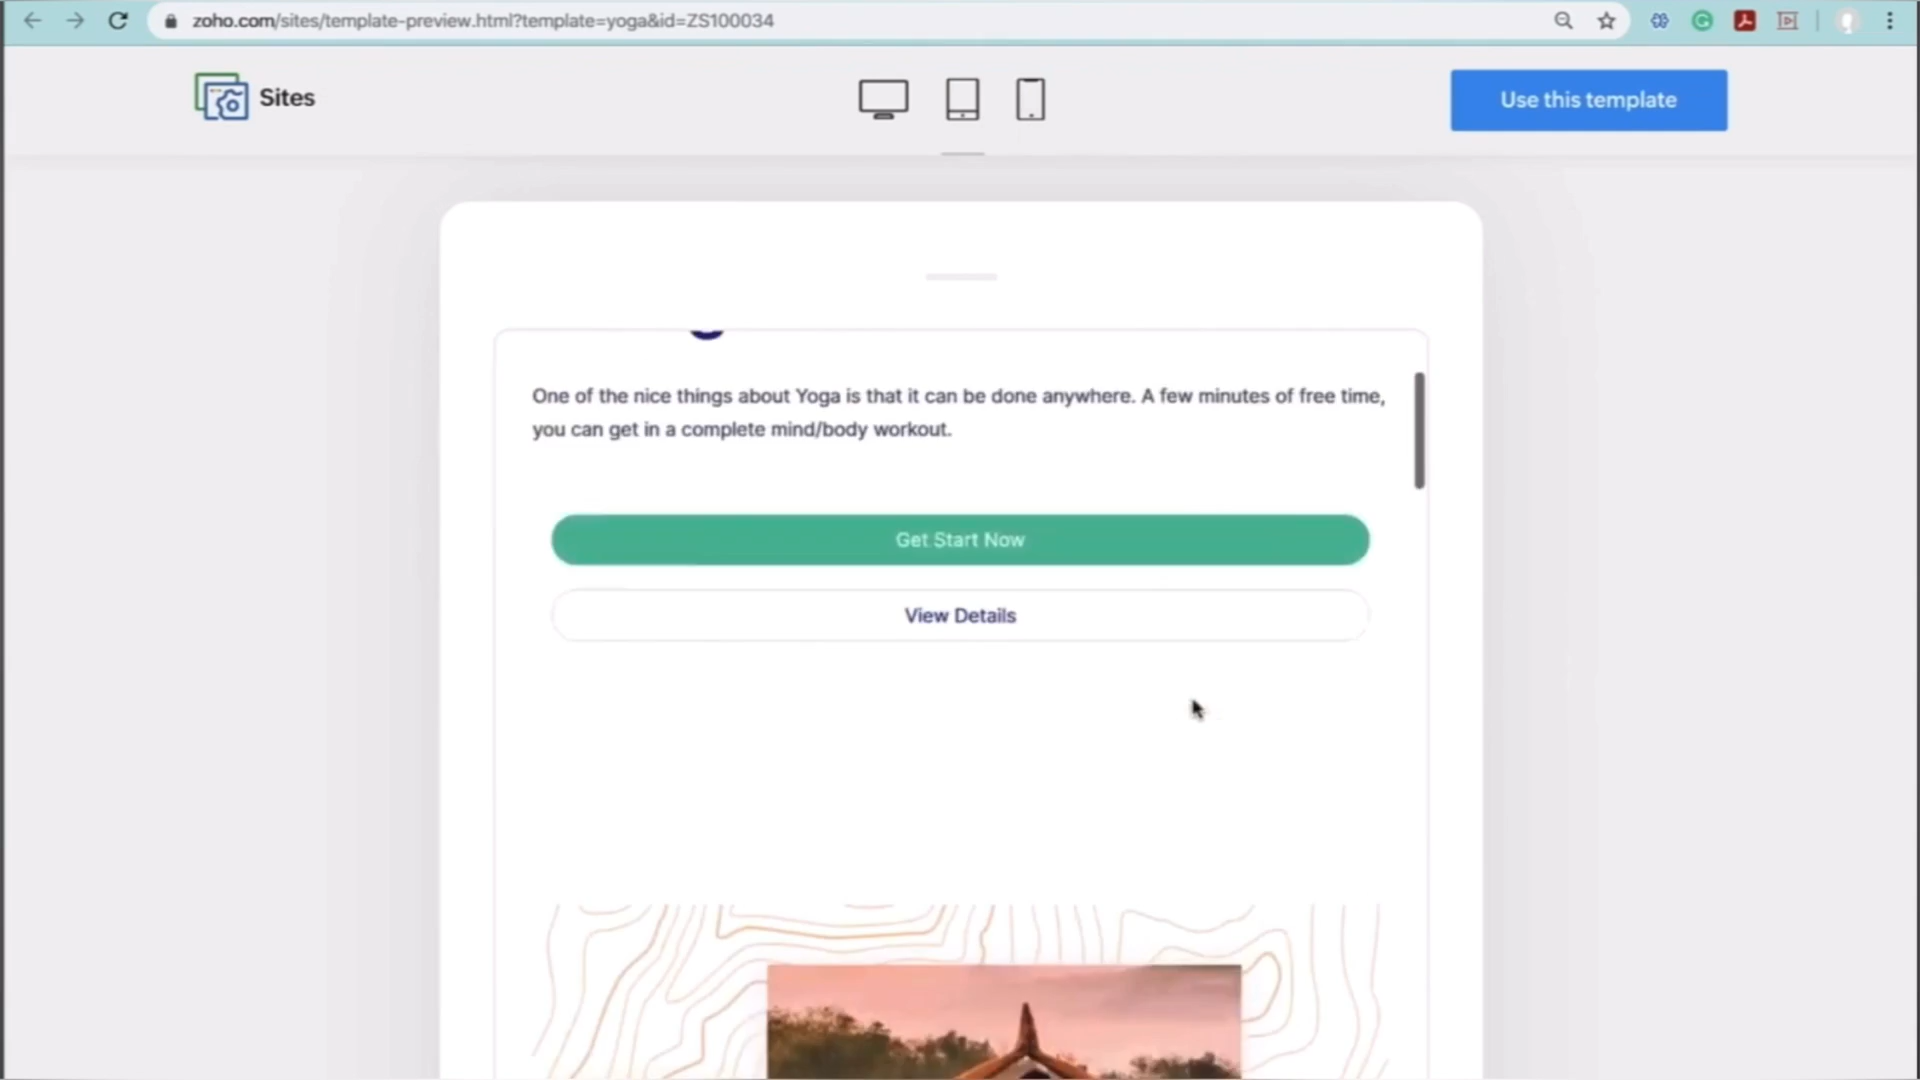 zoho.com/sites/template-preview.html?template=yoga&id=ZS100034
Sites
Use this template
One of the nice things about Yoga is that it can be done anywhere. A few minutes of free time,
you can get in a complete mind/body workout.
Get Start Now
View Details